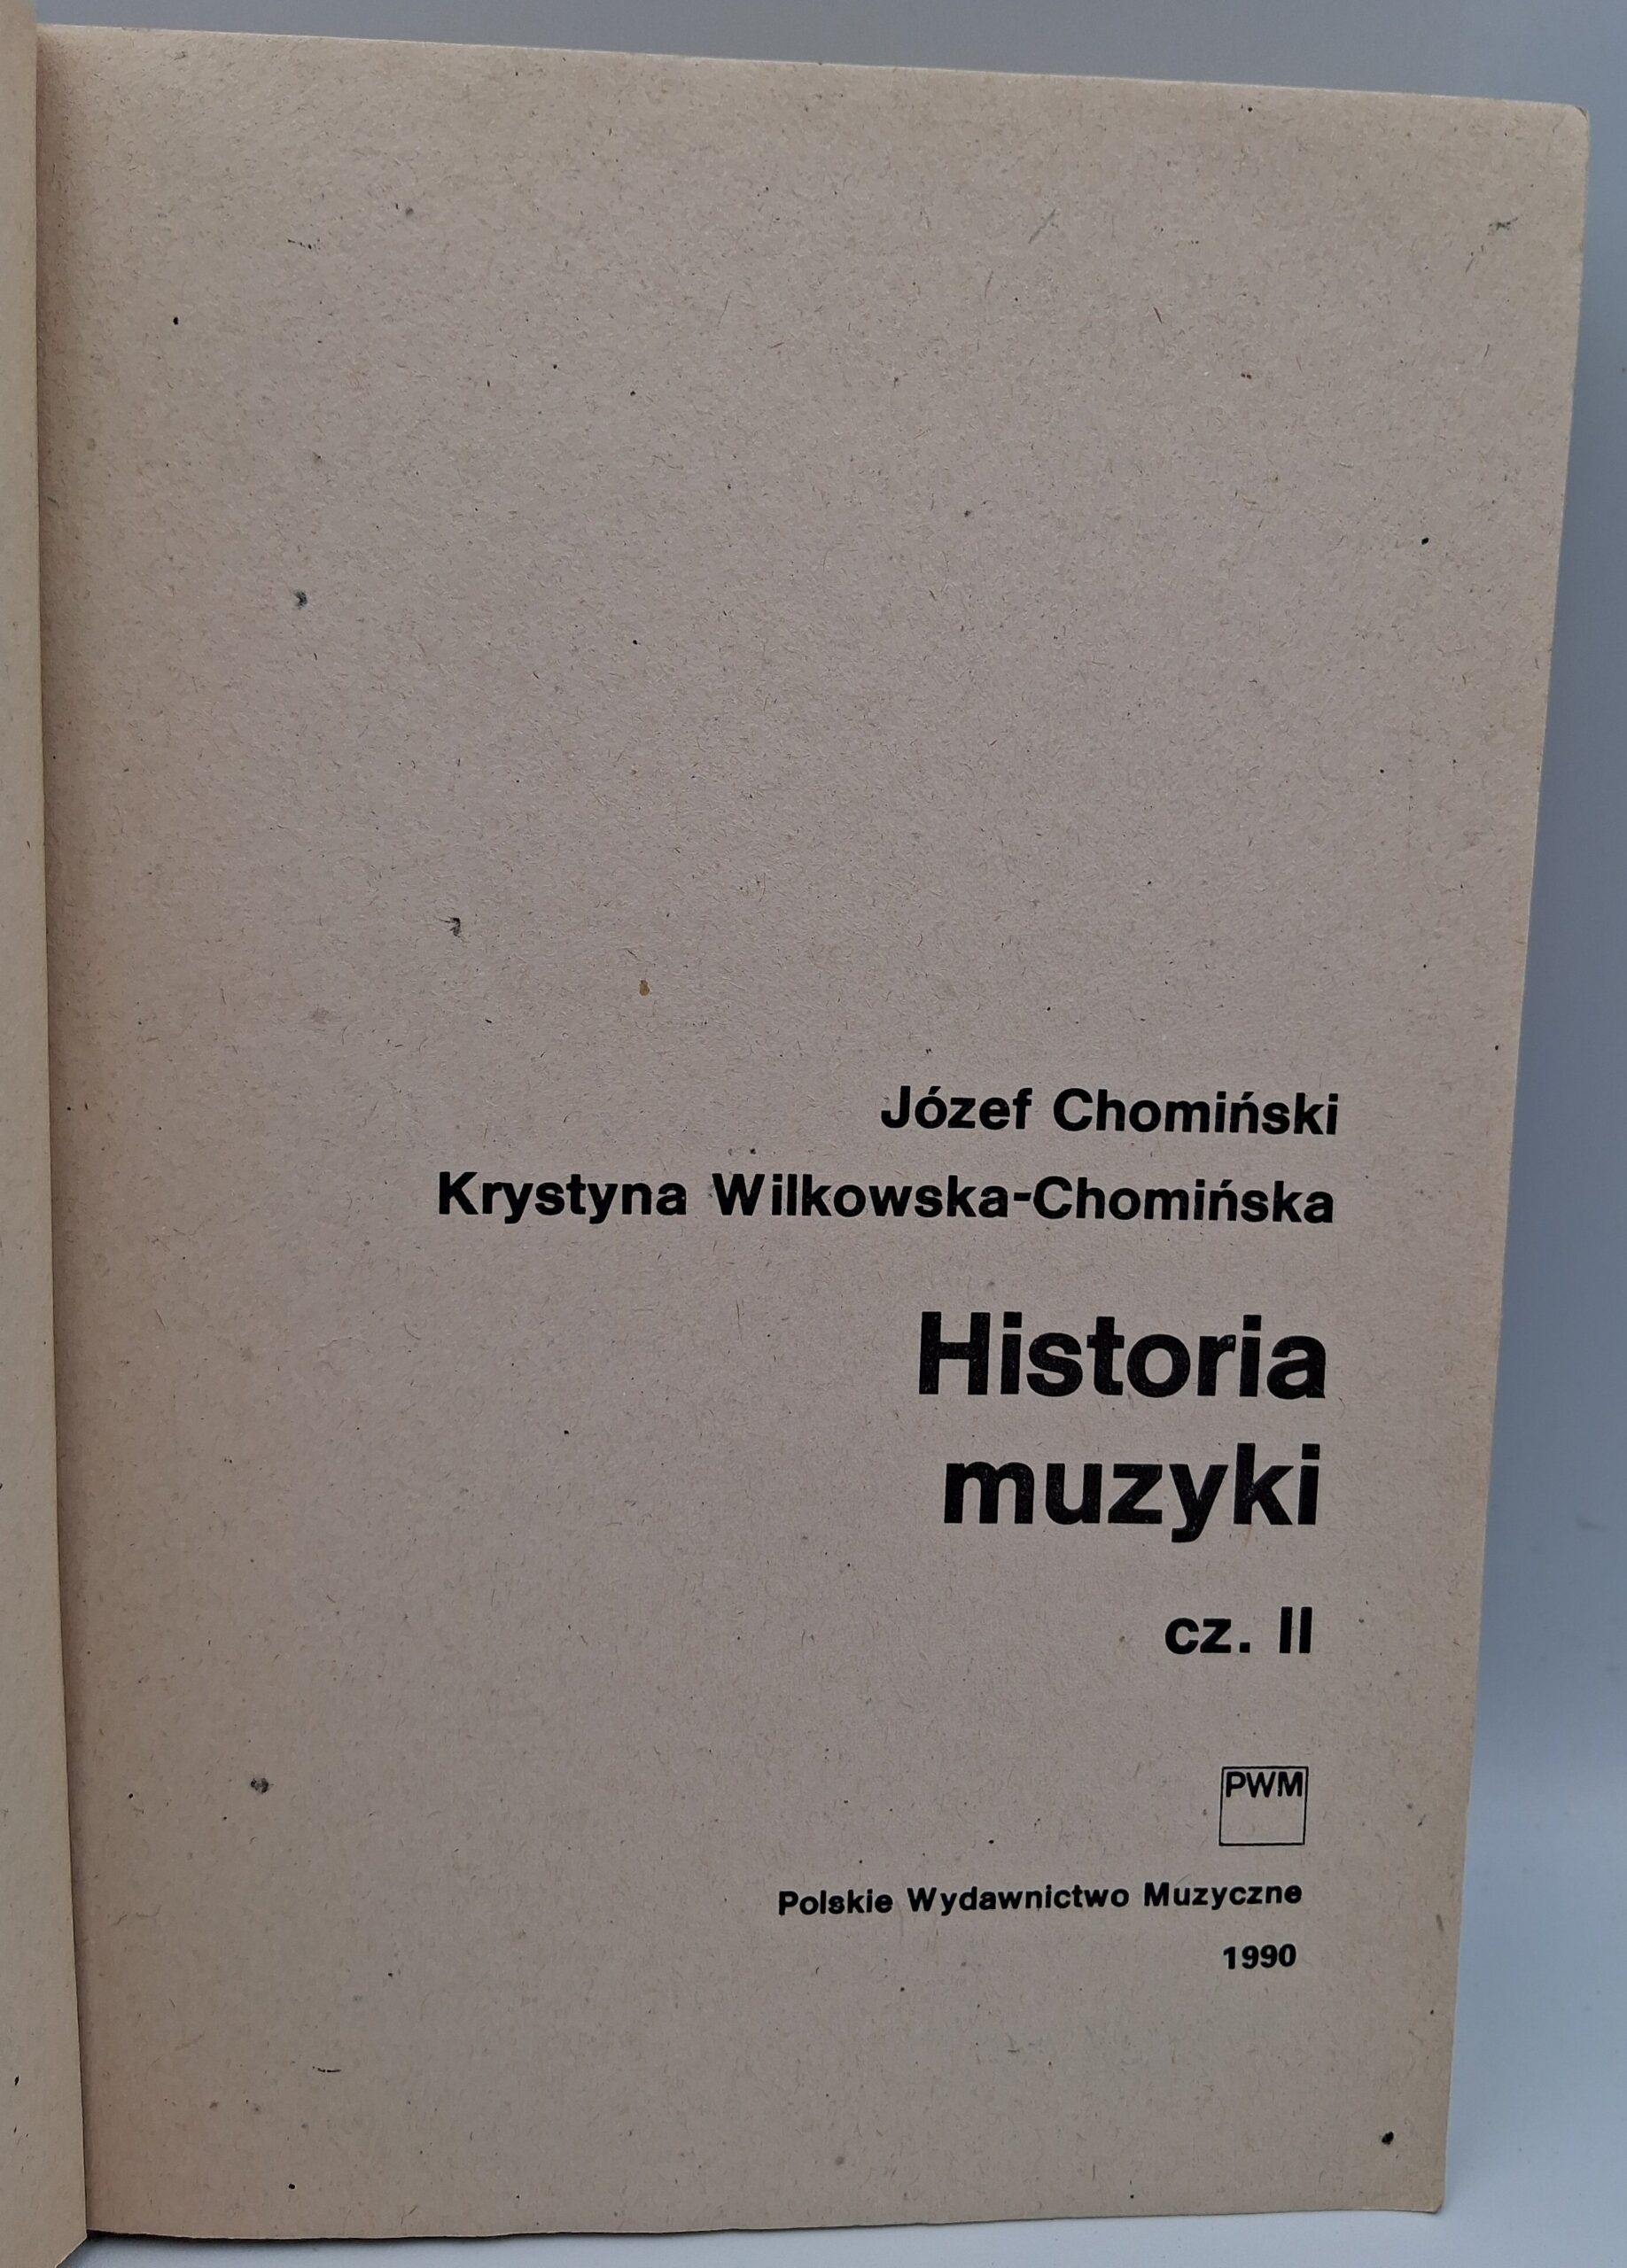 Józef Chomiński
Krystyna Wilkowska-Chomińska
Historia
muzyki
cz. II
PWM
Polskie Wydawnictwo Muzyczne
1990